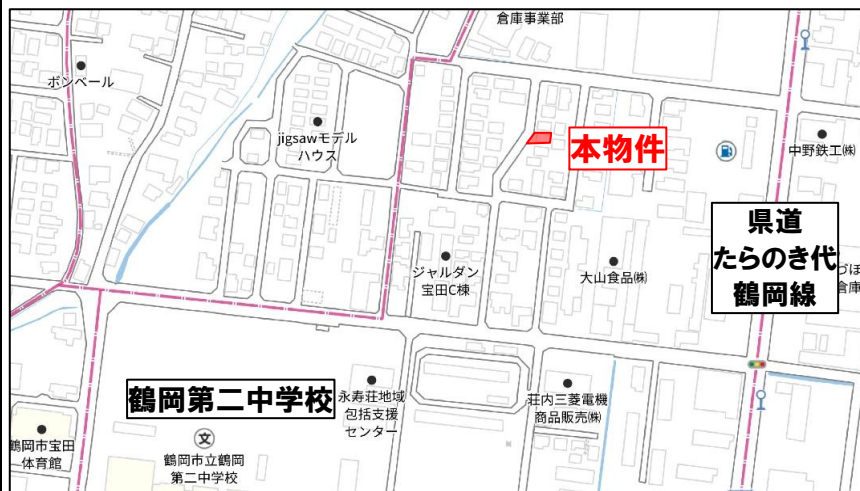 倉庫事業部
ボンベール
jigsawモデル
ハウス
本物件
中野鉄工㈱
県道
たらのき代
鶴岡線
づほ
倉庫
ジャルダン
宝田C棟
大山食品㈱
鶴岡第二中学校
永寿荘地域
包括支援
センター
荘内三菱電機
商品販売㈱
鶴岡市宝田
体育館
文
鶴岡市立鶴岡
第二中学校